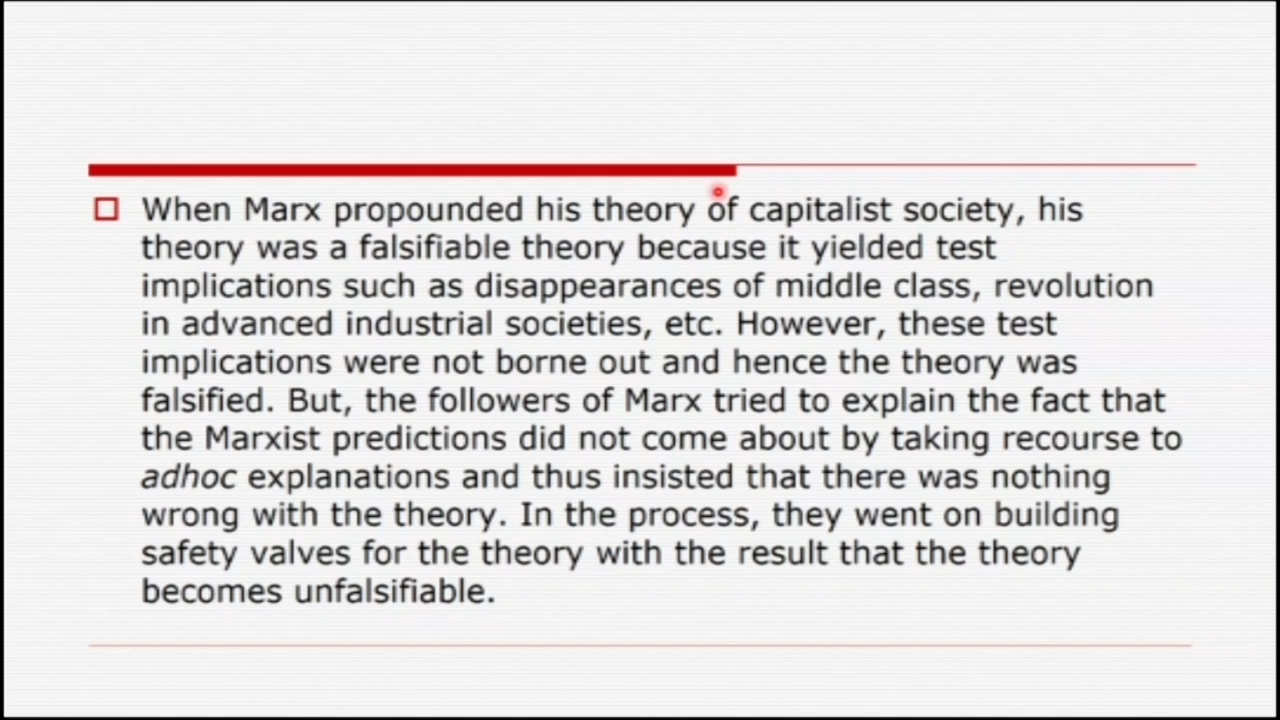 When Marx propounded his theory of capitalist society, his
theory was a falsifiable theory because it yielded test
implications such as disappearances of middle class, revolution
in advanced industrial societies, etc. However, these test
implications were not borne out and hence the theory was
falsified. But, the followers of Marx tried to explain the fact that
the Marxist predictions did not come about by taking recourse to
adhoc explanations and thus insisted that there was nothing
wrong with the theory. In the process, they went on building
safety valves for the theory with the result that the theory
becomes unfalsifiable.